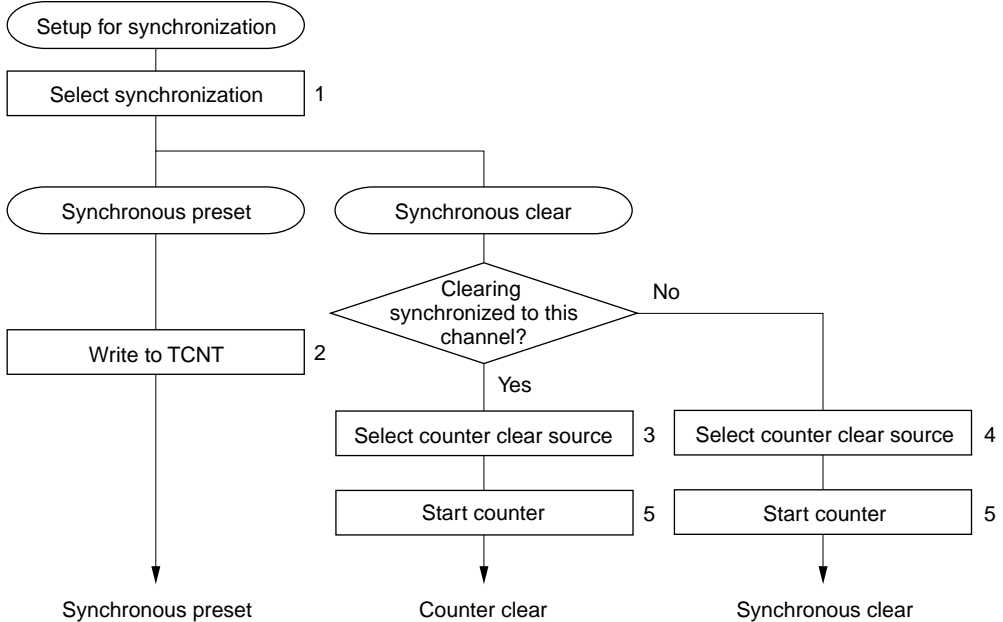 Setup for synchronization
Select synchronization 1
Synchronous preset
Synchronous clear
Clearing
synchronized to this
channel?
No
Write to TCNT 2
Yes
Select counter clear source 3
Select counter clear source 4
Start counter 5
Start counter 5
Synchronous preset
Counter clear
Synchronous clear